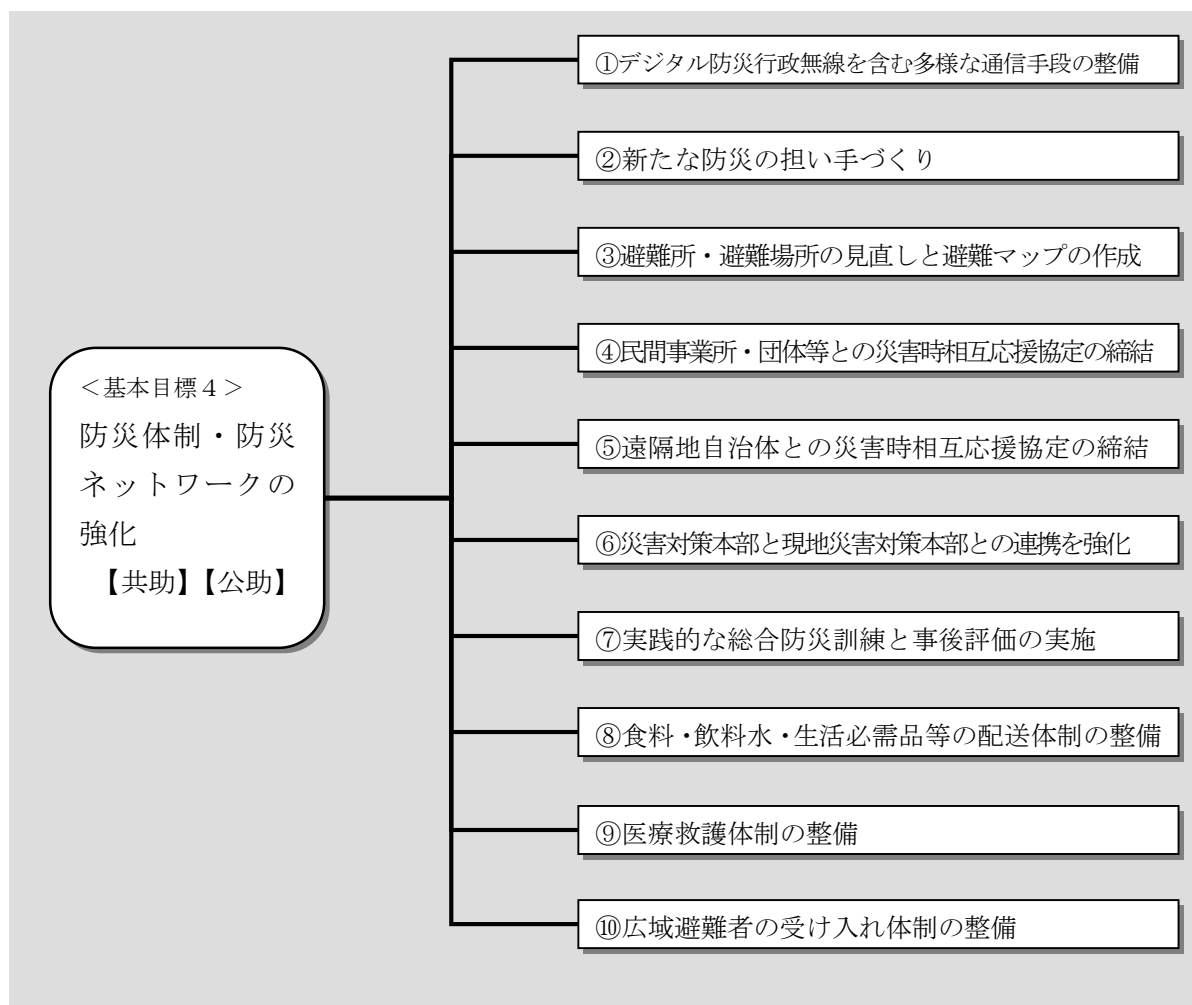 ＜基本目標４＞
防災体制・防災
ネットワークの
強化
【共助】【公助】
①デジタル防災行政無線を含む多様な通信手段の整備
②新たな防災の担い手づくり
③避難所・避難場所の見直しと避難マップの作成
④民間事業所・団体等との災害時相互応援協定の締結
⑤遠隔地自治体との災害時相互応援協定の締結
⑥災害対策本部と現地災害対策本部との連携を強化
⑦実践的な総合防災訓練と事後評価の実施
⑧食料・飲料水・生活必需品等の配送体制の整備
⑨医療救護体制の整備
⑩広域避難者の受け入れ体制の整備